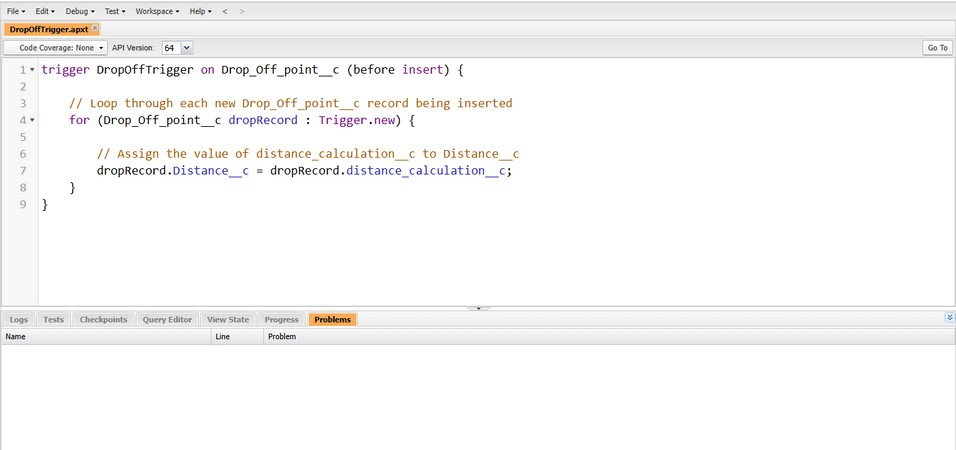 File Edit Debug Test Workspace Help < >
DropOffTrigger.apxt
Code Coverage: None API Version: 64 Go To
1 trigger DropOffTrigger on Drop_Off_point__c (before insert) {
2
3 // Loop through each new Drop_Off_point__c record being inserted
4 for (Drop_Off_point__c dropRecord : Trigger.new) {
5
6 // Assign the value of distance_calculation__c to Distance__c
7 dropRecord.Distance__c = dropRecord.distance_calculation__c;
8 }
9 }
Logs Tests Checkpoints Query Editor View State Progress Problems
Name Line Problem